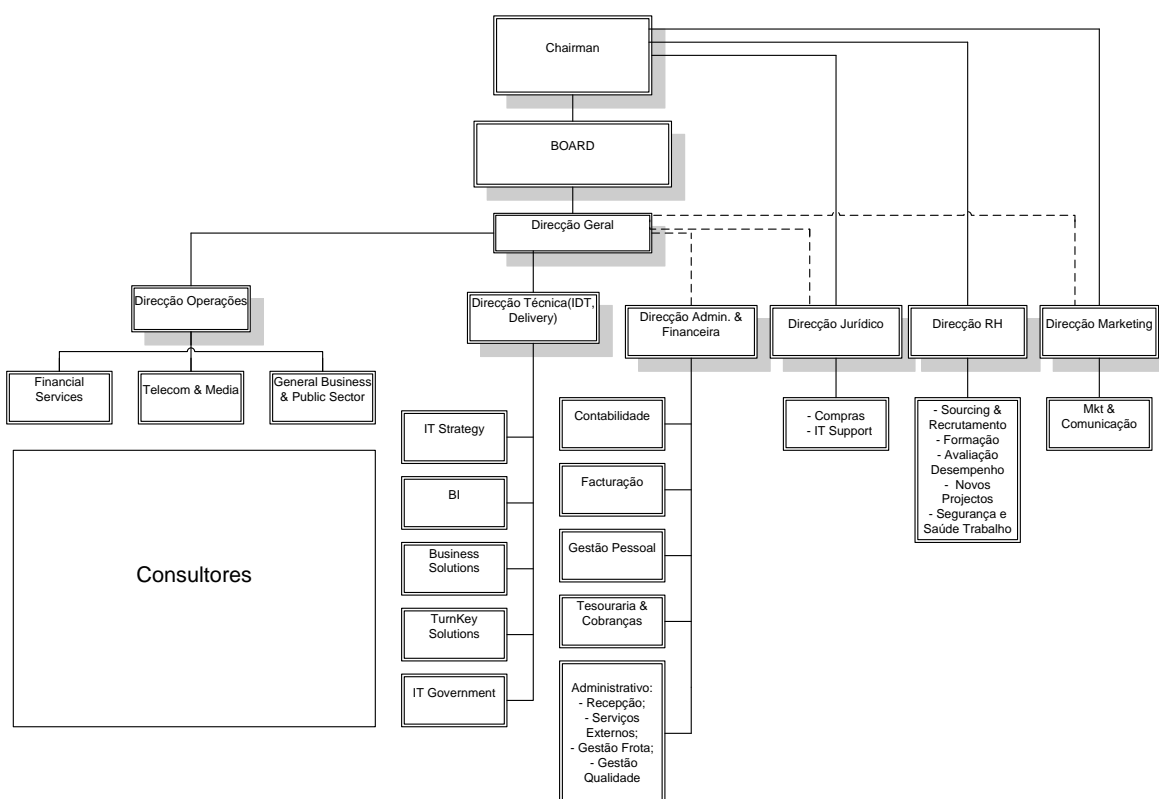 Chairman
BOARD
Direcção Geral
Direcção Operações
Direcção Técnica(IDT,
Delivery)
Direcção Admin. &
Financeira
Direcção Jurídico
Direcção RH
Direcção Marketing
Financial
Services
Telecom & Media
General Business
& Public Sector
Consultores
IT Strategy
BI
Business
Solutions
TurnKey
Solutions
IT Government
Contabilidade
Facturação
Gestão Pessoal
Tesouraria &
Cobranças
Administrativo:
- Recepção;
- Serviços
Externos;
- Gestão Frota;
- Gestão
Qualidade
- Compras
- IT Support
- Sourcing &
Recrutamento
- Formação
- Avaliação
Desempenho
- Novos
Projectos
- Segurança e
Saúde Trabalho
Mkt &
Comunicação